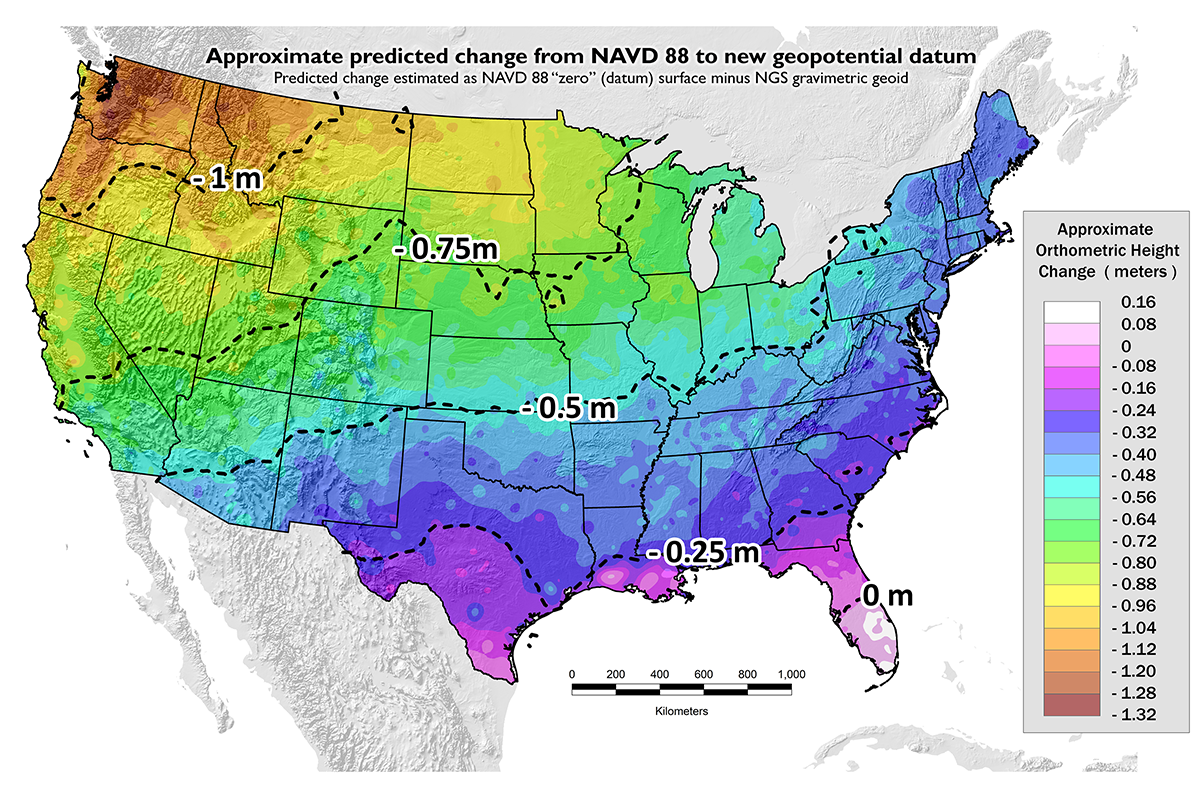 Approximate predicted change from NAVD 88 to new geopotential datum
Predicted change estimated as NAVD 88 “zero” (datum) surface minus NGS gravimetric geoid
- 1 m
- 0.75m
- 0.5 m
- 0.25 m
0 m
0 200 400 600 800 1,000
Kilometers
Approximate
Orthometric Height
Change ( meters )
0.16
0.08
0
- 0.08
- 0.16
- 0.24
- 0.32
- 0.40
- 0.48
- 0.56
- 0.64
- 0.72
- 0.80
- 0.88
- 0.96
- 1.04
- 1.12
- 1.20
- 1.28
- 1.32